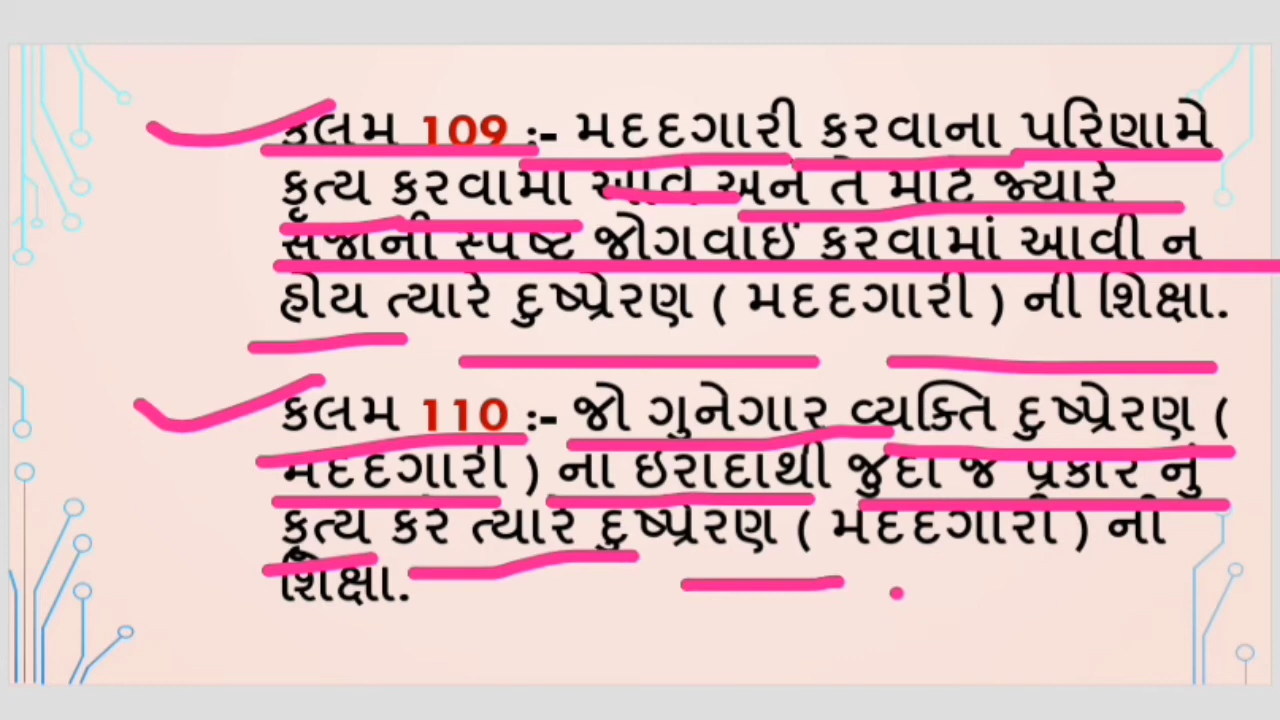 કલમ 109 :- મદદગારી કરવાના પરિણામે
કૃત્ય કરવામાં આવે અને તે માટે જ્યારે
સજાની સ્પષ્ટ જોગવાઈ કરવામાં આવી ન
હોય ત્યારે દુષ્પ્રેરણ ( મદદગારી ) ની શિક્ષા.
કલમ 110 :- જો ગુનેગાર વ્યક્તિ દુષ્પ્રેરણ (
મદદગારી ) ના ઇરાદાથી જુદા જ પ્રકાર નું
કૃત્ય કરે ત્યારે દુષ્પ્રેરણ ( મદદગારી ) ની
શિક્ષા.